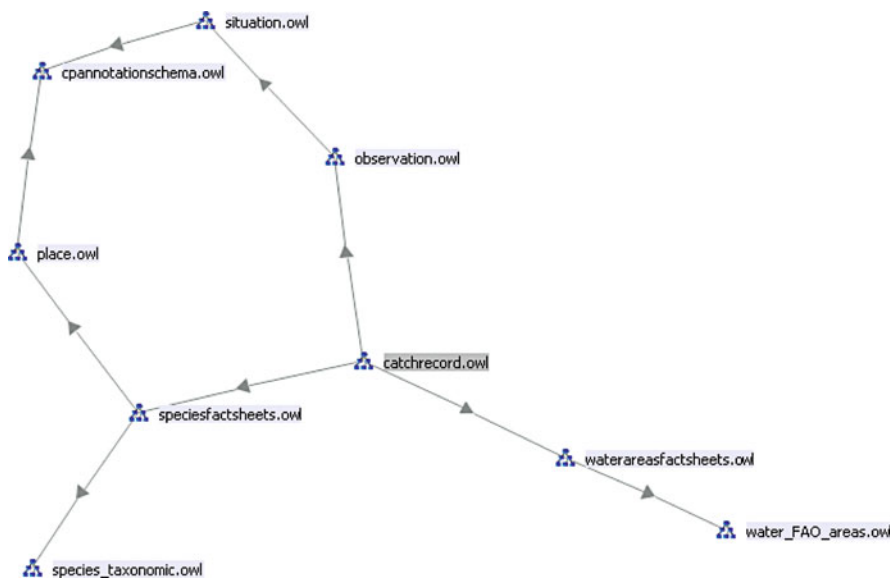 situation.owl
cpannotationschema.owl
observation.owl
place.owl
catchrecord.owl
speciesfactsheets.owl
waterareasfactsheets.owl
water_FAO_areas.owl
species_taxonomic.owl